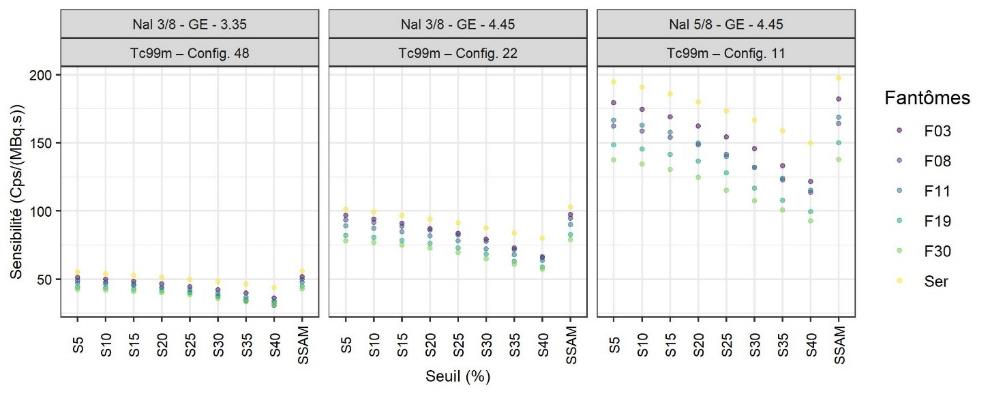 NaI 3/8 - GE - 3.35
NaI 3/8 - GE - 4.45
NaI 5/8 - GE - 4.45
Tc99m – Config. 48
Tc99m – Config. 22
Tc99m – Config. 11
Sensibilité (Cps/(MBq.s))
200
150
100
50
S5 S10 S15 S20 S25 S30 S35 S40 SSAM
S5 S10 S15 S20 S25 S30 S35 S40 SSAM
S5 S10 S15 S20 S25 S30 S35 S40 SSAM
Seuil (%)
Fantômes
F03
F08
F11
F19
F30
Ser